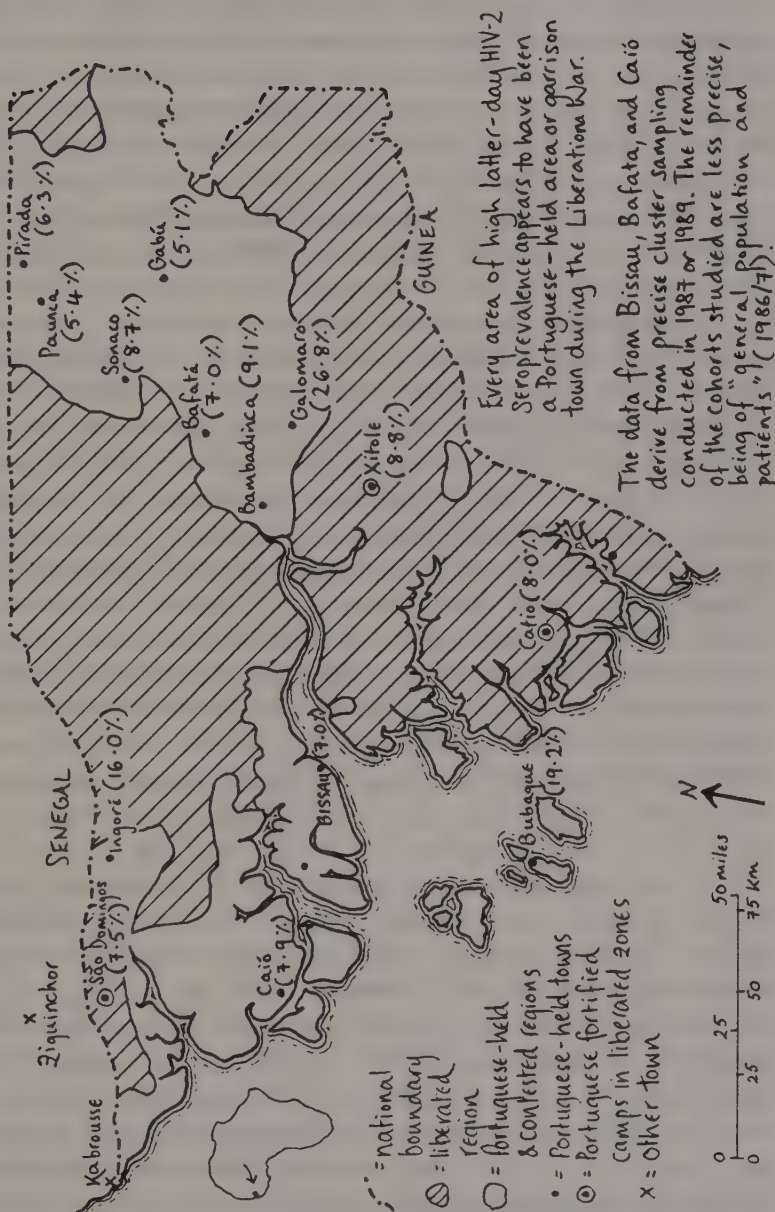 SENEGAL
Ziguinchor
x
Kabrousse
x
São Domingos
(7.5%)
Ingoré (16.0%)
Pirada
(6.3%)
Paunca
(5.4%)
Sonaco
(8.7%)
Gabú
(5.1%)
Bafatá
(7.0%)
Bambadinca (9.1%)
Galomaro
(26.8%)
Xitole
(8.8%)
GUINEA
Caió
(7.9%)
BISSAU (7.0%)
Catio (8.0%)
Bubaque
(19.2%)
= national
boundary
= liberated
region
= Portuguese-held
& contested regions
• = Portuguese-held towns
= Portuguese fortified
camps in liberated zones
x = Other town
N
0 25 50 miles
0 25 50 75 km
Every area of high latter-day HIV-2
seroprevalence appears to have been
a Portuguese-held area or garrison
town during the Liberation War.
The data from Bissau, Bafata, and Caió
derive from precise cluster sampling
conducted in 1987 or 1989. The remainder
of the cohorts studied are less precise,
being of "general population and
patients" (1986/7)!